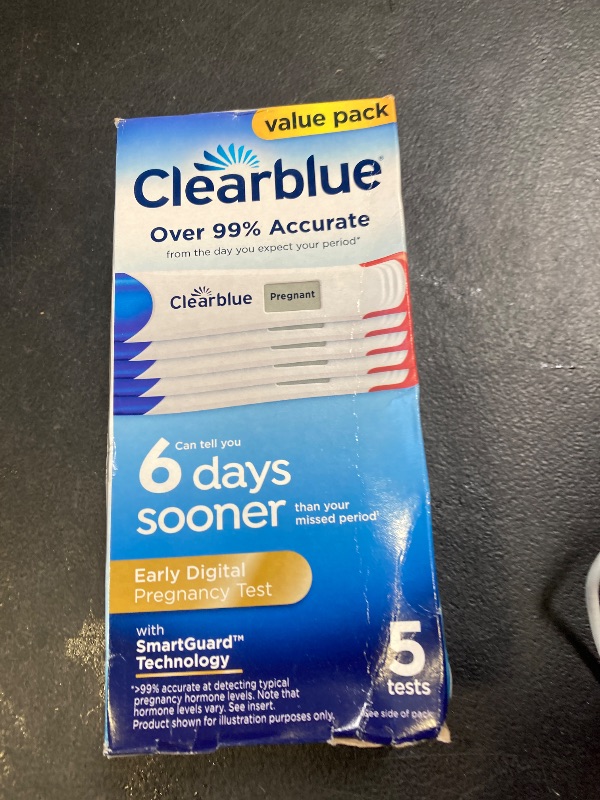 value pack
Clearblue®
Over 99% Accurate
from the day you expect your period*
Clearblue
Pregnant
Can tell you
6 days
sooner
than your
missed period¹
Early Digital
Pregnancy Test
with
SmartGuard™
Technology
5
tests
*>99% accurate at detecting typical
pregnancy hormone levels. Note that
hormone levels vary. See insert.
Product shown for illustration purposes only.
See side of pack